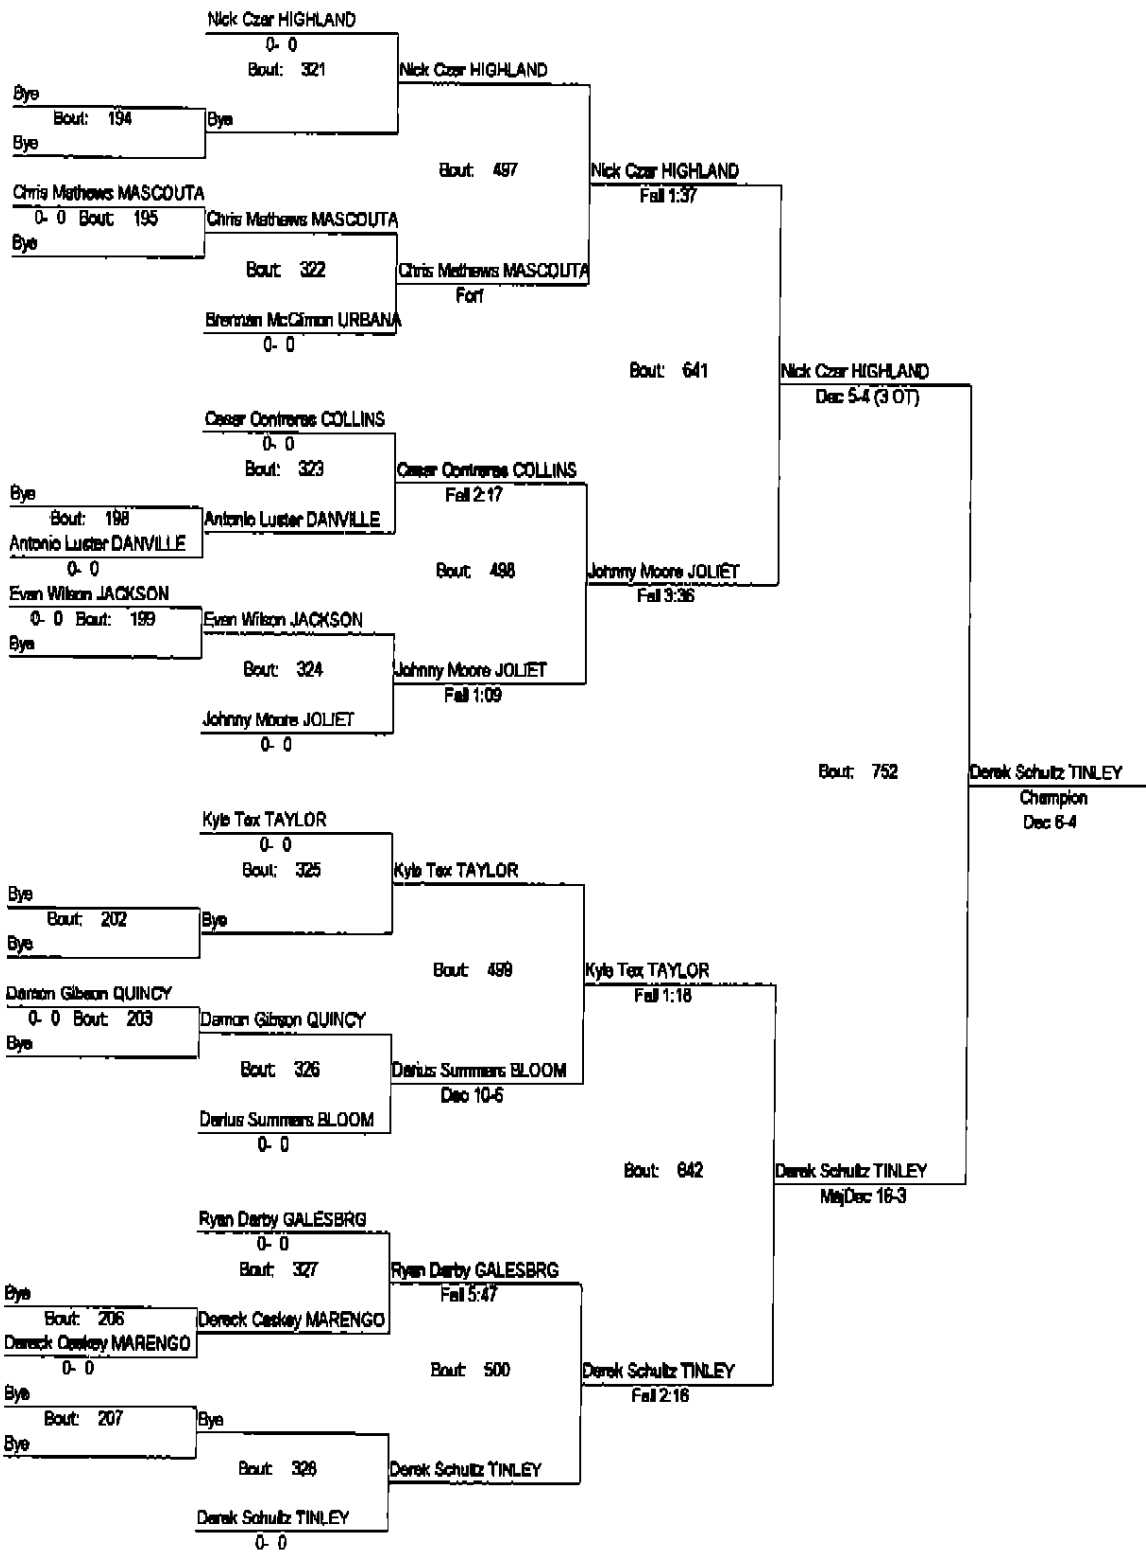 Nick Czar HIGHLAND
0- 0
Bout: 321
Nick Czar HIGHLAND
Bye
Bout: 194
Bye
Bye
Bout: 497
Nick Czar HIGHLAND
Fall 1:37
Chris Mathews MASCOUTA
0- 0 Bout: 195
Chris Mathews MASCOUTA
Bye
Bout: 322
Chris Mathews MASCOUTA
Forf
Brennan McClimon URBANA
0- 0
Bout: 641
Nick Czar HIGHLAND
Dec 5-4 (3 OT)
Cesar Contreras COLLINS
0- 0
Bout: 323
Cesar Contreras COLLINS
Fall 2:17
Bye
Bout: 198
Antonio Luster DANVILLE
Antonio Luster DANVILLE
0- 0
Bout: 498
Johnny Moore JOLIET
Fall 3:36
Evan Wilson JACKSON
0- 0 Bout: 199
Evan Wilson JACKSON
Bye
Bout: 324
Johnny Moore JOLIET
Fall 1:09
Johnny Moore JOLIET
0- 0
Bout: 752
Derek Schultz TINLEY
Champion
Dec 6-4
Kyle Tex TAYLOR
0- 0
Bout: 325
Kyle Tex TAYLOR
Bye
Bout: 202
Bye
Bye
Bout: 499
Kyle Tex TAYLOR
Fall 1:18
Damon Gibson QUINCY
0- 0 Bout: 203
Damon Gibson QUINCY
Bye
Bout: 326
Darius Summers BLOOM
Dec 10-6
Darius Summers BLOOM
0- 0
Bout: 642
Derek Schultz TINLEY
MajDec 16-3
Ryan Darby GALESBRG
0- 0
Bout: 327
Ryan Darby GALESBRG
Fall 5:47
Bye
Bout: 206
Dereck Caskey MARENGO
Dereck Caskey MARENGO
0- 0
Bout: 500
Derek Schultz TINLEY
Fall 2:16
Bye
Bout: 207
Bye
Bye
Bout: 328
Derek Schultz TINLEY
Derek Schultz TINLEY
0- 0